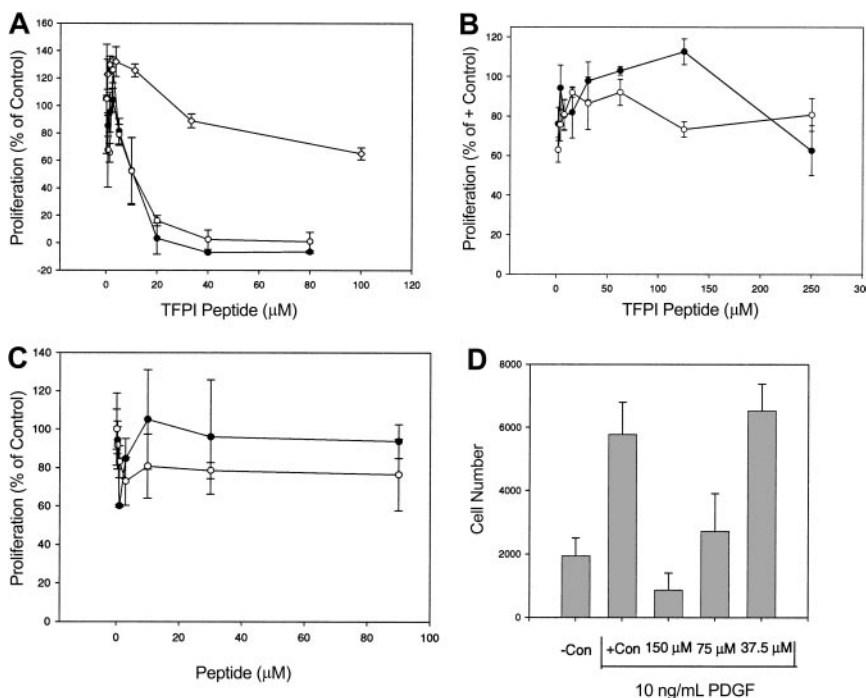 A
Proliferation (% of Control)
160
140
120
100
80
60
40
20
0
-20
0 20 40 60 80 100 120
TFPI Peptide (μM)
B
Proliferation (% of + Control)
120
100
80
60
40
20
0
0 50 100 150 200 250 300
TFPI Peptide (μM)
C
Proliferation (% of Control)
140
120
100
80
60
40
20
0
0 20 40 60 80 100
Peptide (μM)
D
Cell Number
8000
6000
4000
2000
0
-Con +Con 150 μM 75 μM 37.5 μM
10 ng/mL PDGF